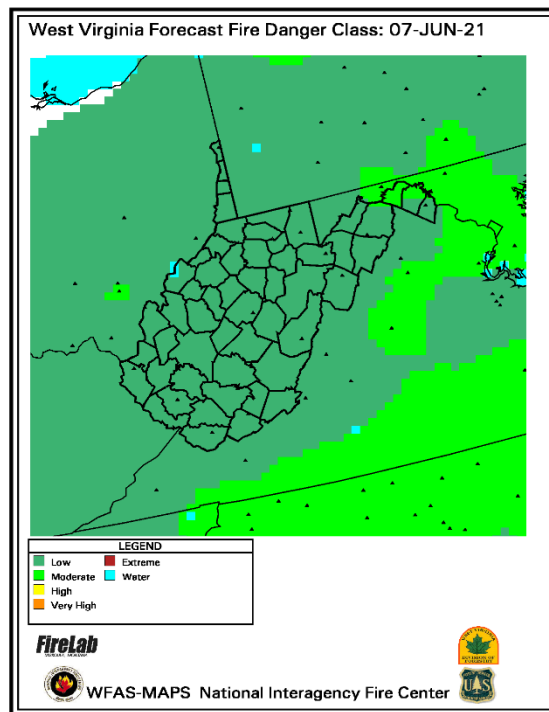 West Virginia Forecast Fire Danger Class: 07-JUN-21
LEGEND
Low
Extreme
Moderate
Water
High
Very High
FireLab
WFAS-MAPS National Interagency Fire Center
UAS